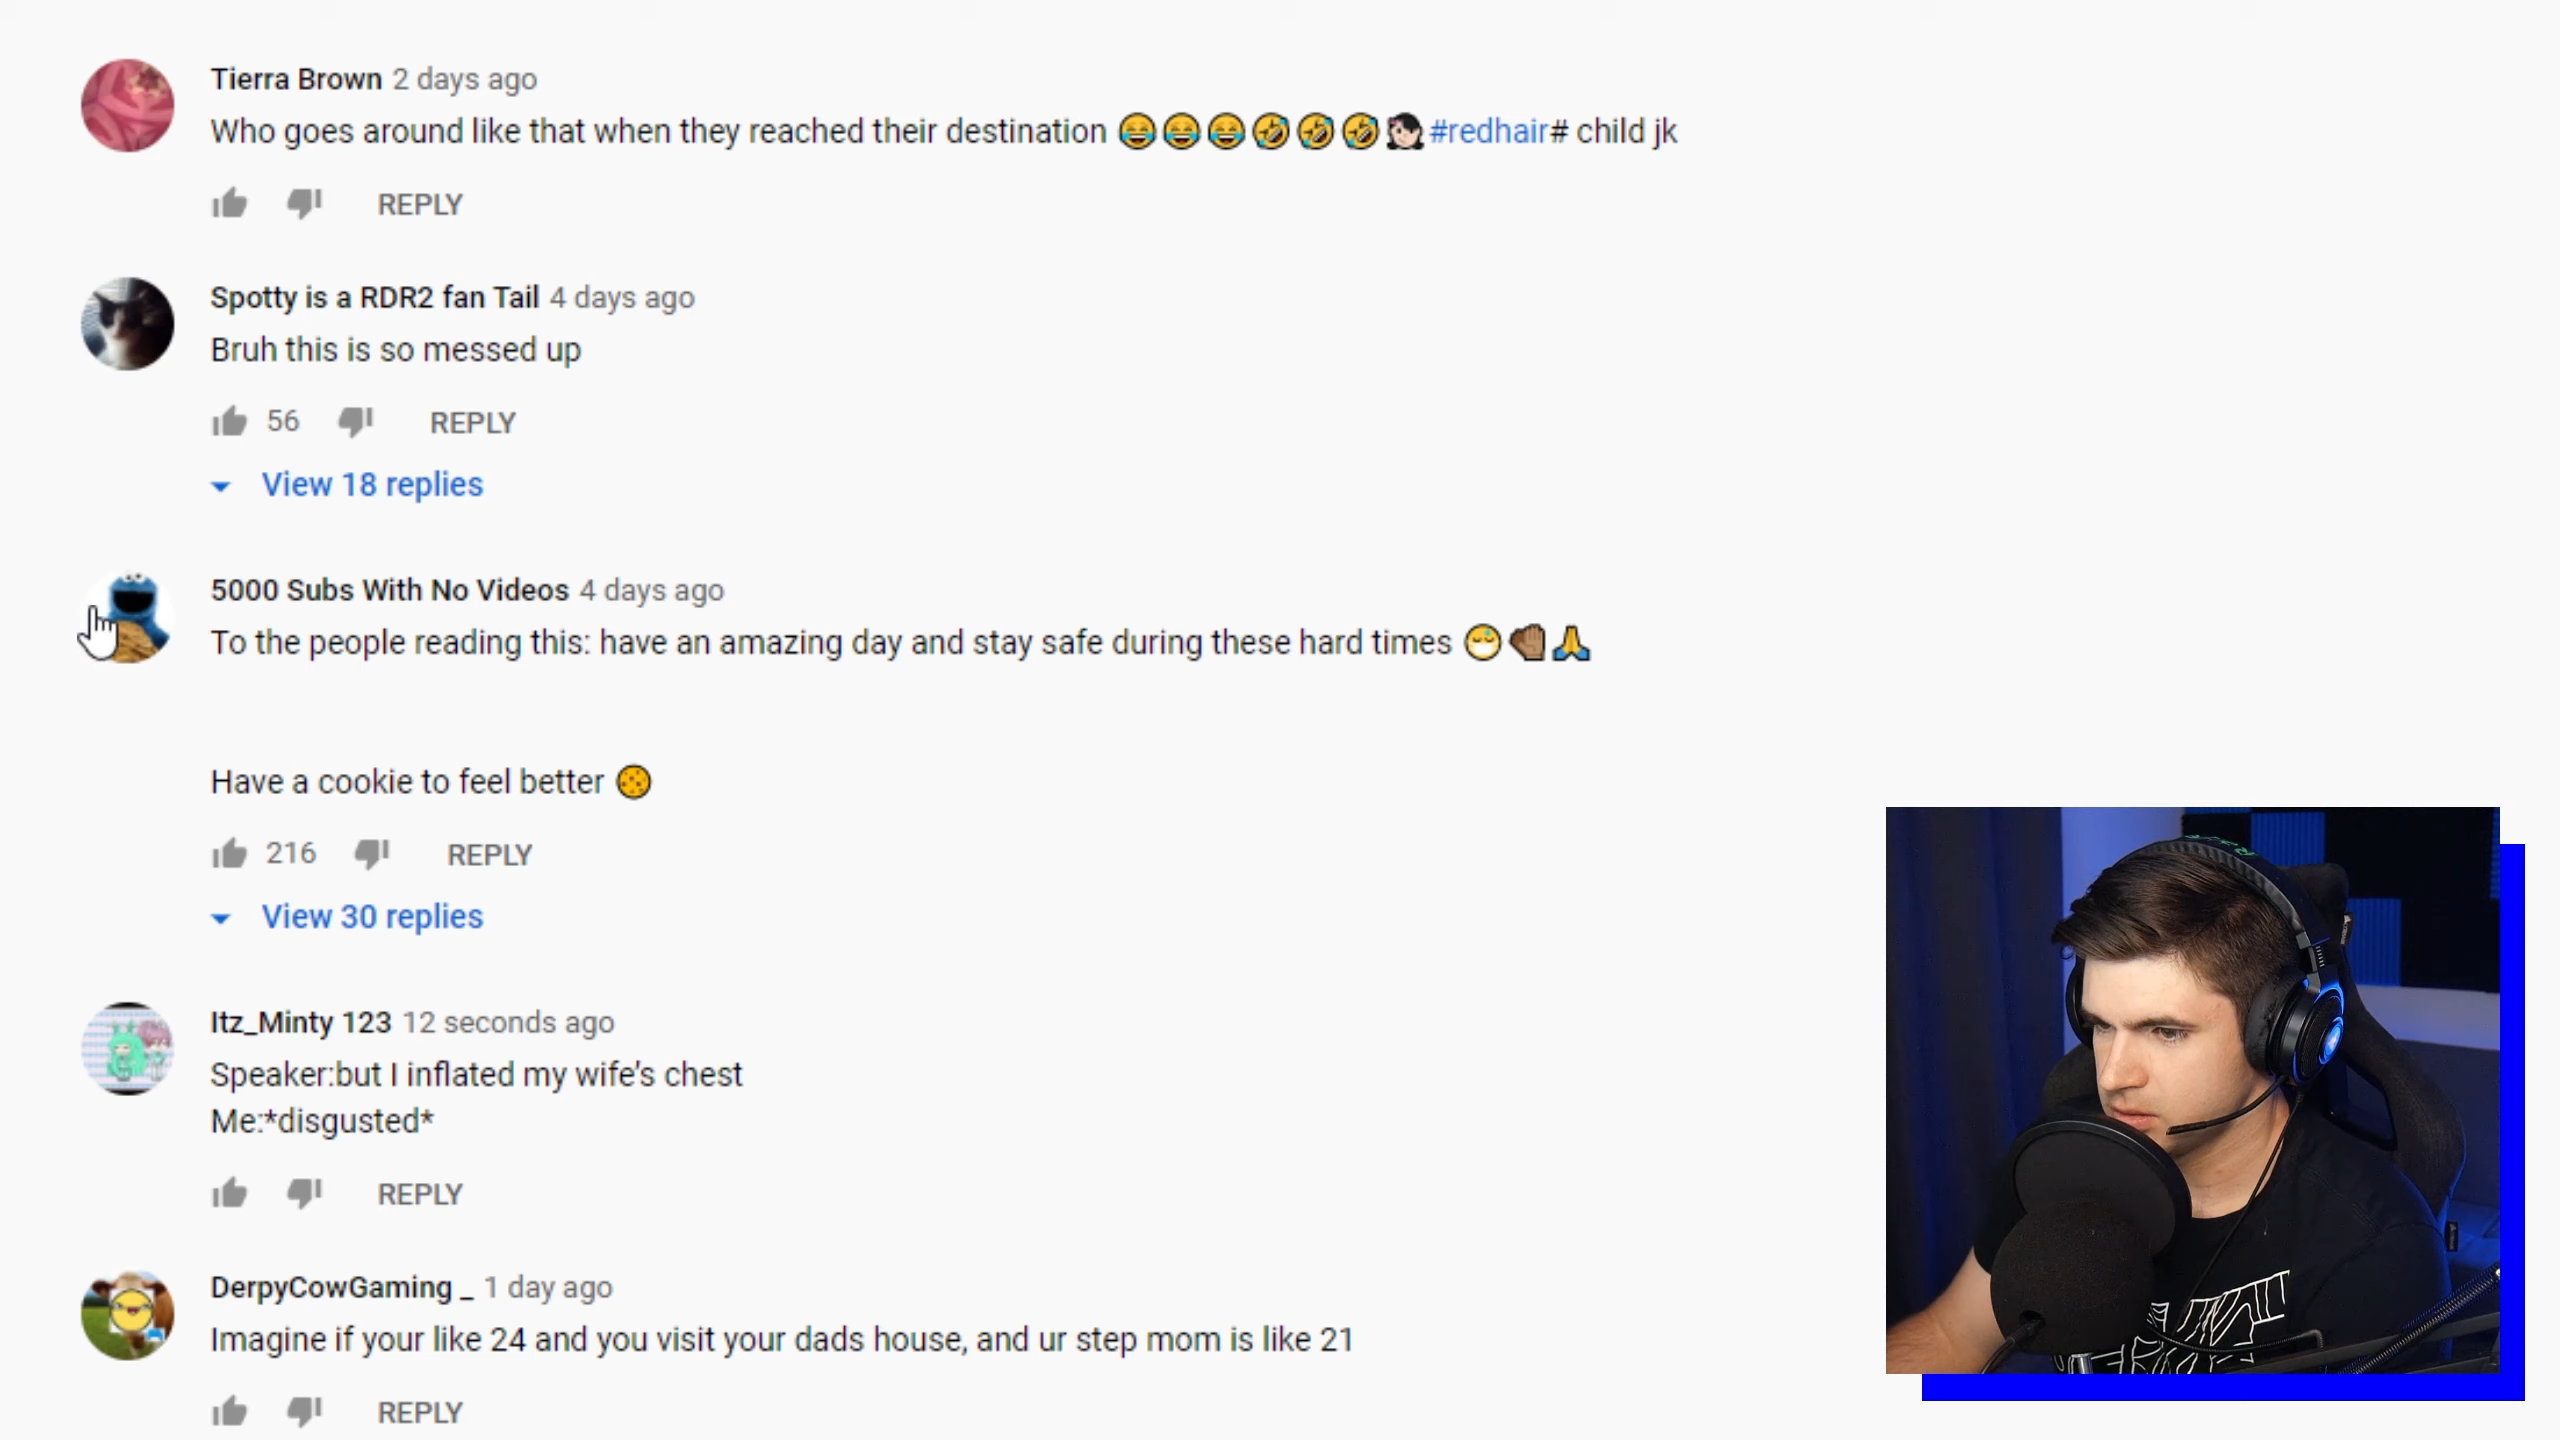 Tierra Brown 2 days ago
Who goes around like that when they reached their destination 😂😂😂🤣🤣🤣👧🏻#redhair# child jk
REPLY
Spotty is a RDR2 fan Tail 4 days ago
Bruh this is so messed up
56 REPLY
View 18 replies
5000 Subs With No Videos 4 days ago
To the people reading this: have an amazing day and stay safe during these hard times 😷👊🏾🙏
Have a cookie to feel better 🍪
216 REPLY
View 30 replies
Itz_Minty 123 12 seconds ago
Speaker:but I inflated my wife's chest
Me:*disgusted*
REPLY
DerpyCowGaming _ 1 day ago
Imagine if your like 24 and you visit your dads house, and ur step mom is like 21
REPLY